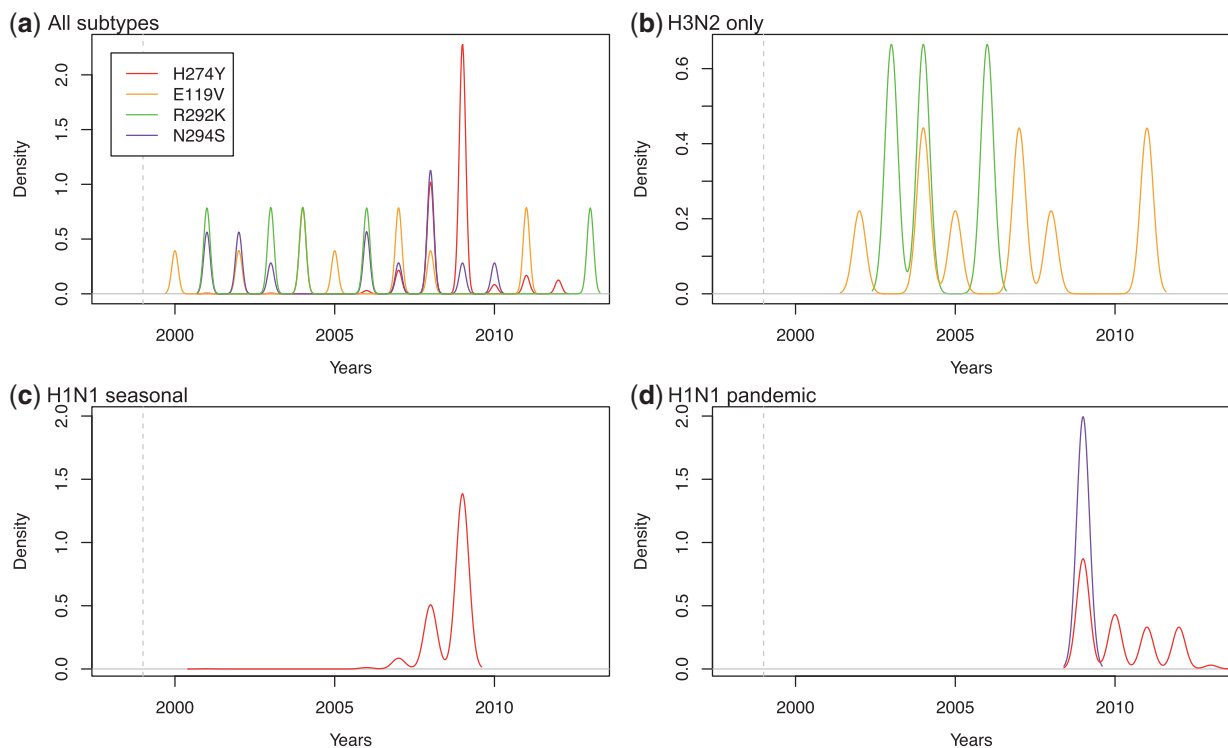 (a) All subtypes
H274Y
E119V
R292K
N294S
Density
0.0 0.5 1.0 1.5 2.0
2000 2005 2010
Years
(b) H3N2 only
Density
0.0 0.2 0.4 0.6
2000 2005 2010
Years
(c) H1N1 seasonal
Density
0.0 0.5 1.0 1.5 2.0
2000 2005 2010
Years
(d) H1N1 pandemic
Density
0.0 0.5 1.0 1.5 2.0
2000 2005 2010
Years